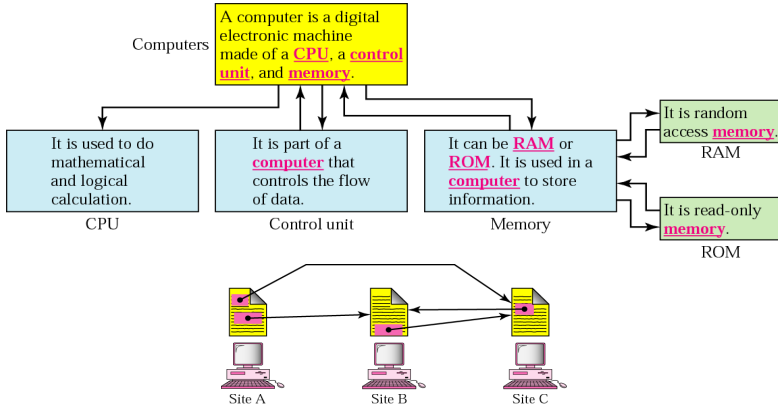 A computer is a digital
electronic machine
made of a CPU, a control
unit, and memory.
Computers
It is used to do
mathematical
and logical
calculation.
CPU
It is part of a
computer that
controls the flow
of data.
Control unit
It can be RAM or
ROM. It is used in a
computer to store
information.
Memory
It is random
access memory.
RAM
It is read-only
memory.
ROM
Site A
Site B
Site C